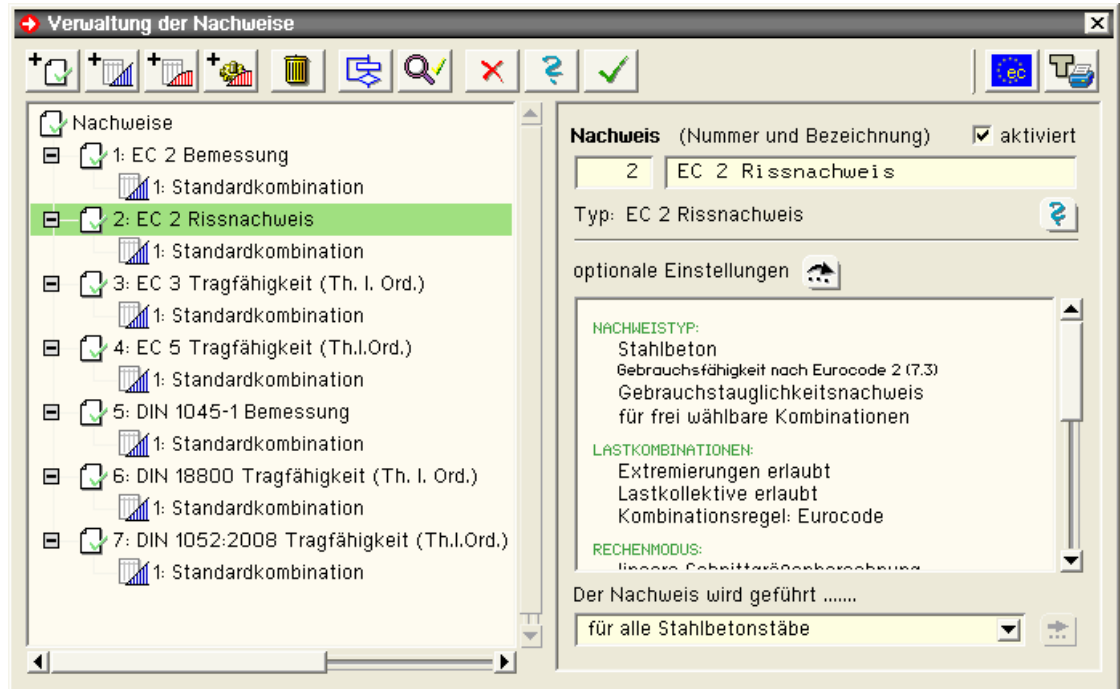 Verwaltung der Nachweise
ec
T
Nachweise
1: EC 2 Bemessung
1: Standardkombination
2: EC 2 Rissnachweis
1: Standardkombination
3: EC 3 Tragfähigkeit (Th. I. Ord.)
1: Standardkombination
4: EC 5 Tragfähigkeit (Th.I.Ord.)
1: Standardkombination
5: DIN 1045-1 Bemessung
1: Standardkombination
6: DIN 18800 Tragfähigkeit (Th. I. Ord.)
1: Standardkombination
7: DIN 1052:2008 Tragfähigkeit (Th.I.Ord.)
1: Standardkombination
Nachweis (Nummer und Bezeichnung) aktiviert
2 EC 2 Rissnachweis
Typ: EC 2 Rissnachweis
optionale Einstellungen
NACHWEISTYP:
Stahlbeton
Gebrauchsfähigkeit nach Eurocode 2 (7.3)
Gebrauchstauglichkeitsnachweis
für frei wählbare Kombinationen
LASTKOMBINATIONEN:
Extremierungen erlaubt
Lastkollektive erlaubt
Kombinationsregel: Eurocode
RECHENMODUS:
lineare Schnittgrößenberechnung
Der Nachweis wird geführt .......
für alle Stahlbetonstäbe